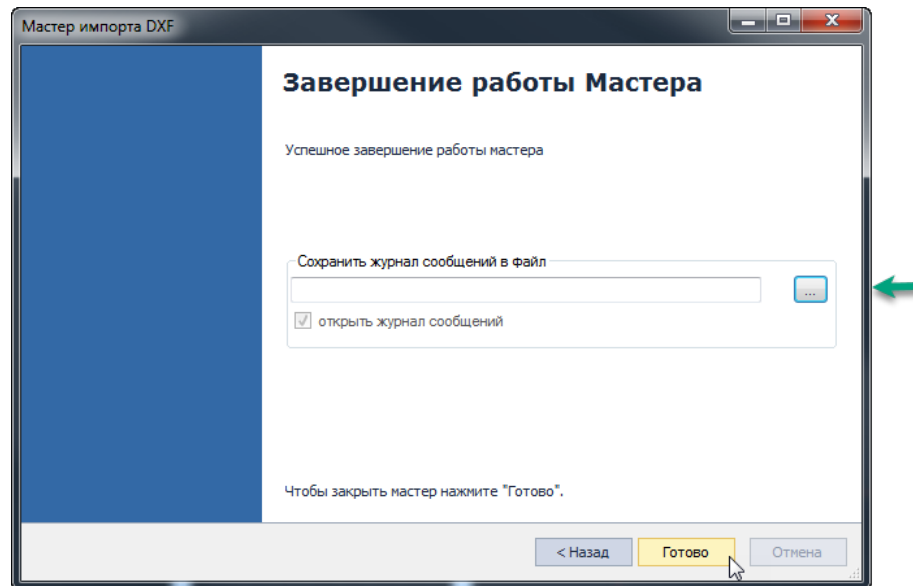 Мастер импорта DXF
Завершение работы Мастера
Успешное завершение работы мастера
Сохранить журнал сообщений в файл
...
открыть журнал сообщений
Чтобы закрыть мастер нажмите "Готово".
< Назад Готово Отмена